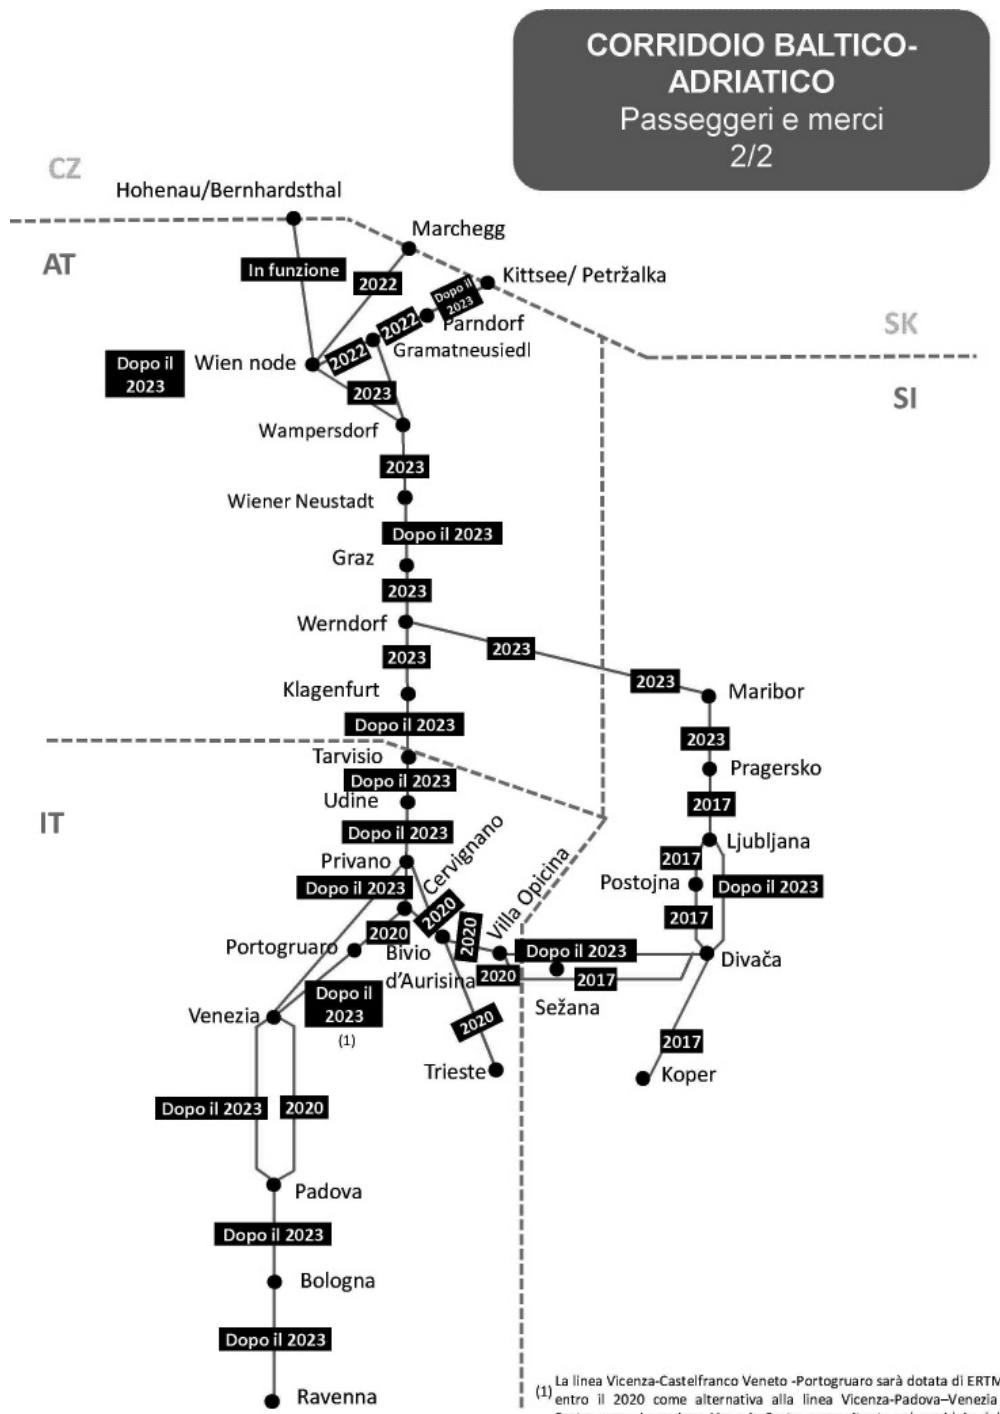 CORRIDOIO BALTICO-
ADRIATICO
Passeggeri e merci
2/2
CZ
Hohenau/Bernhardsthal
Marchegg
AT
In funzione
2022
Kittsee/ Petržalka
Dopo il
2023
2022
Parndorf
SK
Gramatneusiedl
2022
Wien node
Dopo il
2023
2023
SI
Wampersdorf
2023
Wiener Neustadt
Dopo il 2023
Graz
2023
Werndorf
2023
2023
2023
Klagenfurt
Maribor
Dopo il 2023
2023
Tarvisio
Pragersko
Dopo il 2023
Udine
2017
IT
Dopo il 2023
Ljubljana
Privano
Cervignano
Villa Opicina
2017
Postojna
Dopo il 2023
Dopo il 2023
2020
2017
2020
2020
Portogruaro
Bivio
d'Aurisina
Dopo il 2023
Divača
2020
2017
Sežana
Dopo il
2023
(1)
Venezia
2020
2017
Trieste
Koper
Dopo il 2023
2020
Padova
Dopo il 2023
Bologna
Dopo il 2023
Ravenna
(1) La linea Vicenza-Castelfranco Veneto -Portogruaro sarà dotata di ERTM
entro il 2020 come alternativa alla linea Vicenza-Padova–Venezia